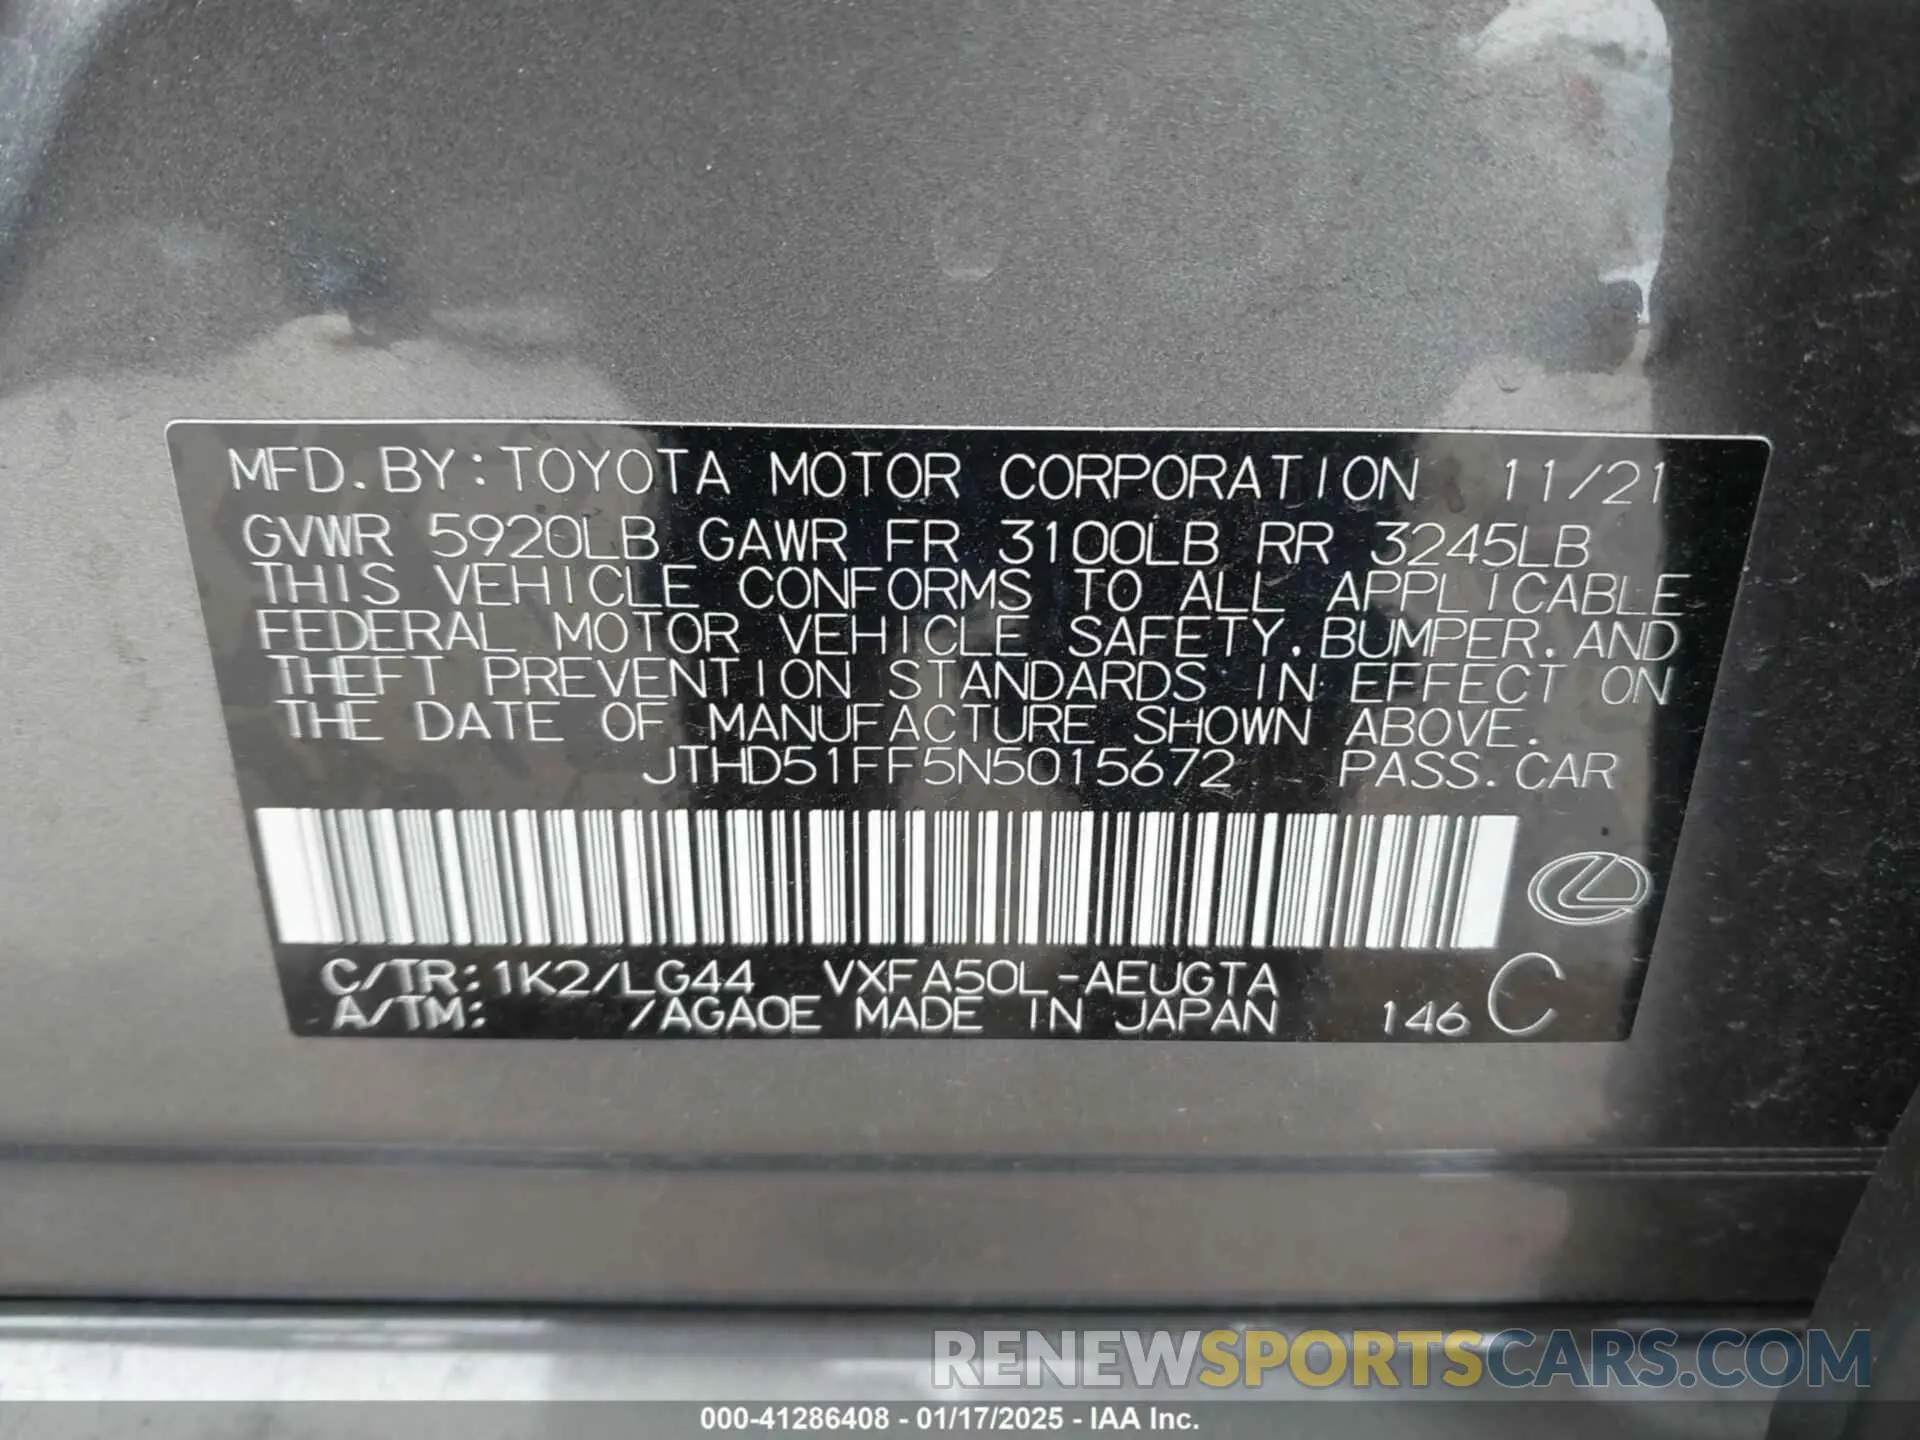 MFD. BY: TOYOTA MOTOR CORPORATION 11/21
GVWR 5920LB GAWR FR 3100LB RR 3245LB
THIS VEHICLE CONFORMS TO ALL APPLICABLE
FEDERAL MOTOR VEHICLE SAFETY. BUMPER. AND
THEFT PREVENTION STANDARDS IN EFFECT ON
THE DATE OF MANUFACTURE SHOWN ABOVE.
JTHD51FF5N5015672 PASS. CAR
C/TR: 1K2/LG44 VXFA50L-AEUGTA
A/TM: /AGA0E MADE IN JAPAN 146 C
RENEWSPORTSCARS.COM
000-41286408 - 01/17/2025 - IAA Inc.